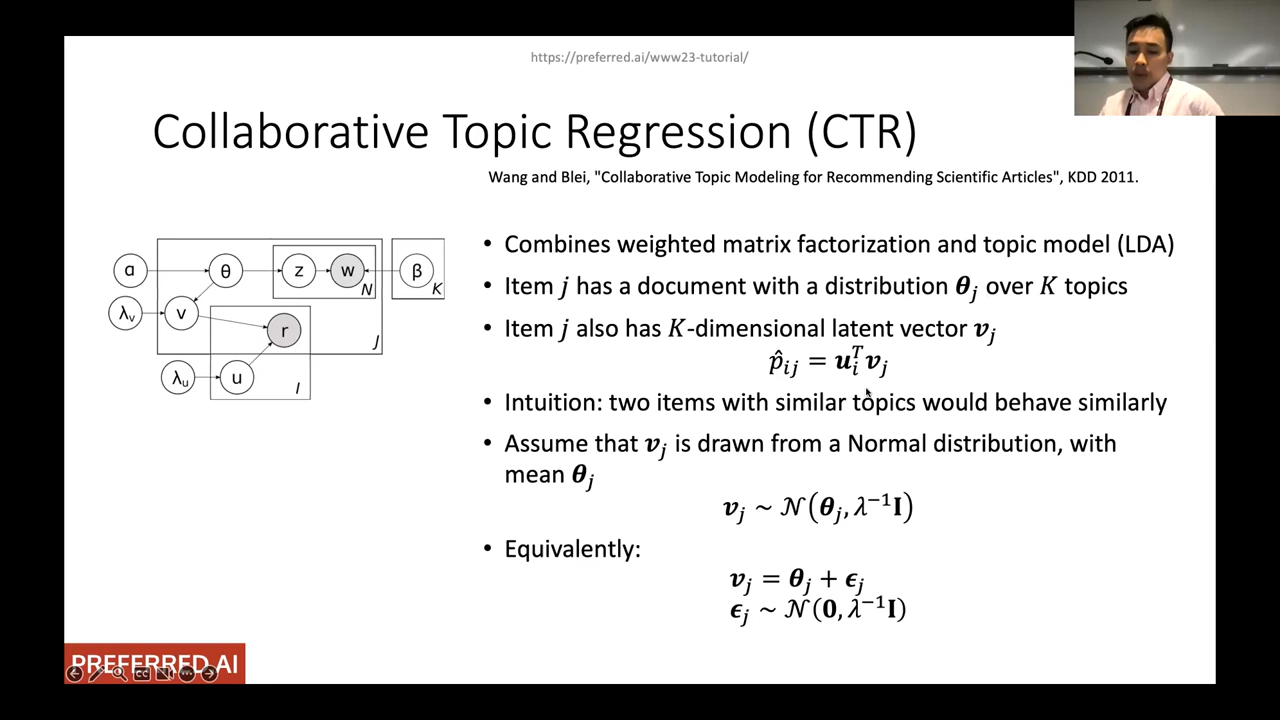 https://preferred.ai/www23-tutorial/
Collaborative Topic Regression (CTR)
Wang and Blei, "Collaborative Topic Modeling for Recommending Scientific Articles", KDD 2011.
α θ z w N β K
λv v r J
λu u I
• Combines weighted matrix factorization and topic model (LDA)
• Item j has a document with a distribution θj over K topics
• Item j also has K-dimensional latent vector vj
p̂ij = uiT vj
• Intuition: two items with similar topics would behave similarly
• Assume that vj is drawn from a Normal distribution, with
mean θj
vj ~ N(θj, λ−1I)
• Equivalently:
vj = θj + ϵj
ϵj ~ N(0, λ−1I)
PREFERRED.AI